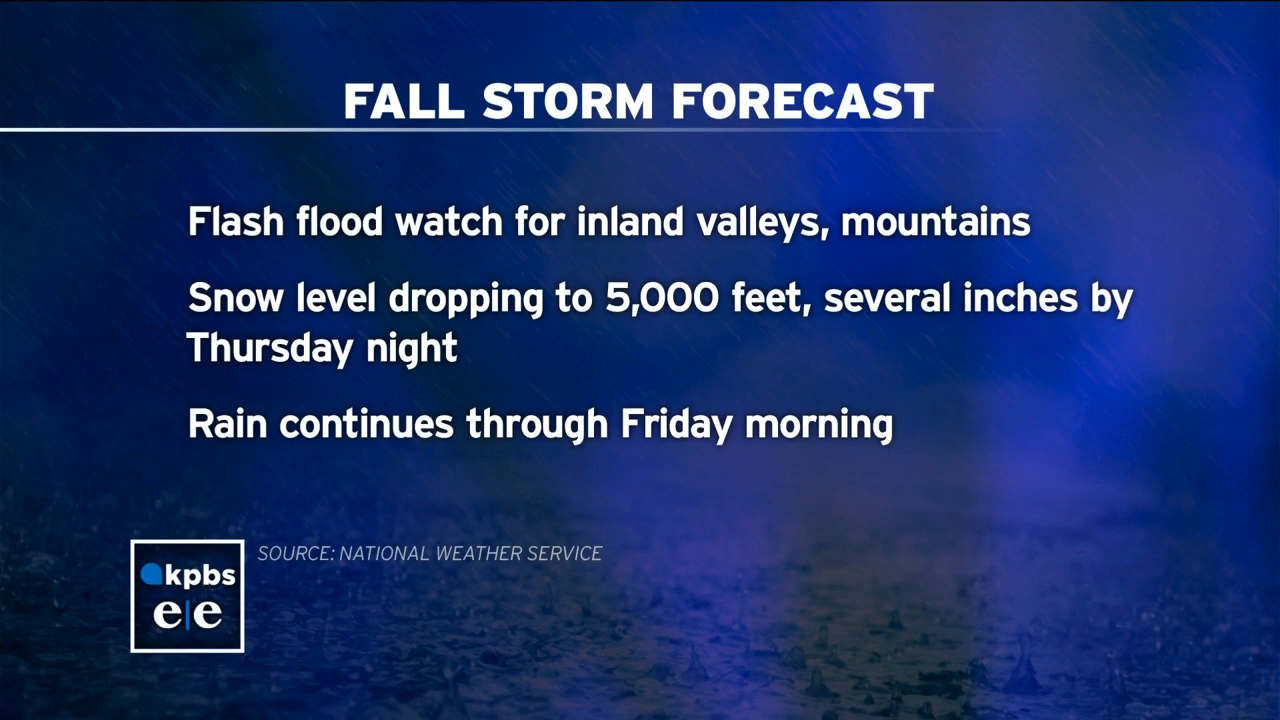 FALL STORM FORECAST
Flash flood watch for inland valleys, mountains
Snow level dropping to 5,000 feet, several inches by
Thursday night
Rain continues through Friday morning
SOURCE: NATIONAL WEATHER SERVICE
kpbs
e|e